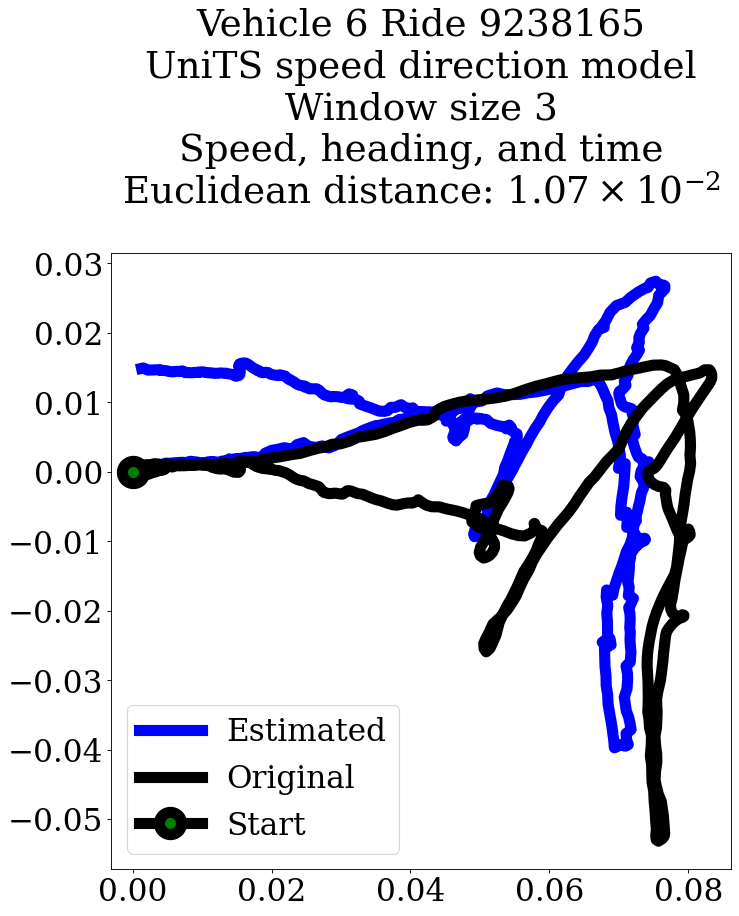 Vehicle 6 Ride 9238165
UniTS speed direction model
Window size 3
Speed, heading, and time
Euclidean distance: 1.07 × 10⁻²
0.03
0.02
0.01
0.00
−0.01
−0.02
−0.03
−0.04
−0.05
Estimated
Original
Start
0.00 0.02 0.04 0.06 0.08